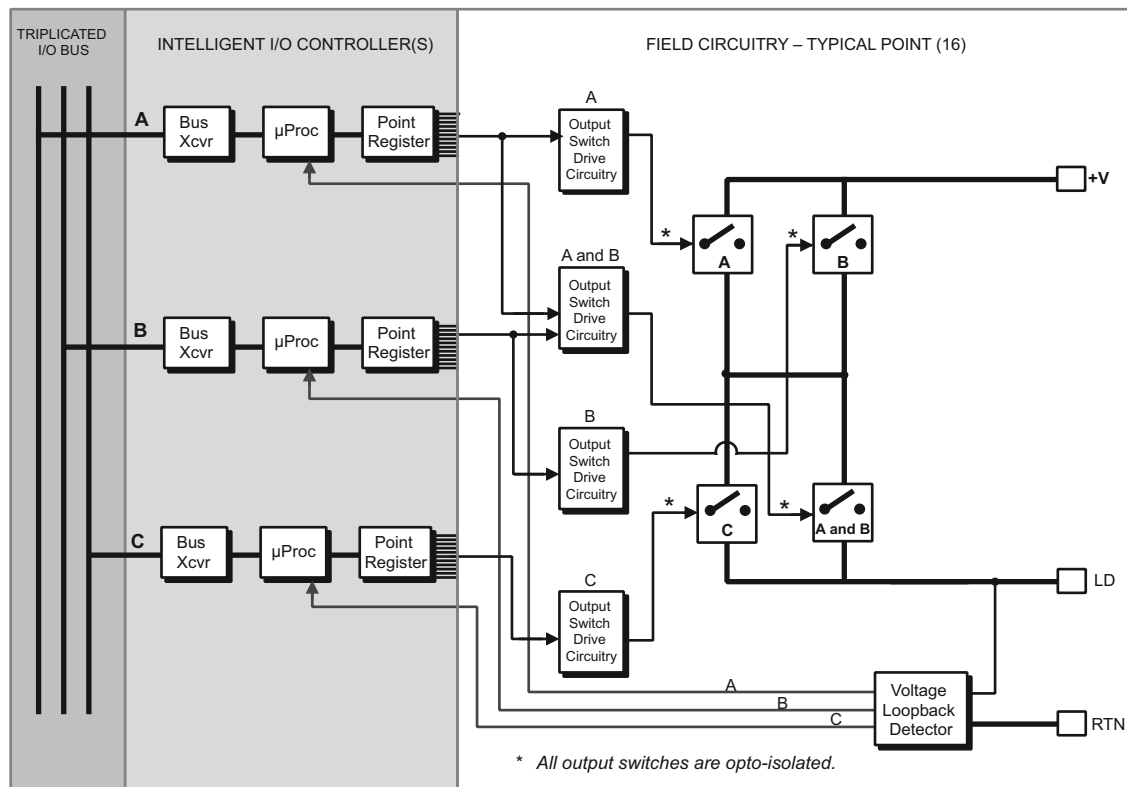 TRIPLICATED
I/O BUS
INTELLIGENT I/O CONTROLLER(S)
FIELD CIRCUITRY – TYPICAL POINT (16)
A
Bus
Xcvr
µProc
Point
Register
A
Output
Switch
Drive
Circuitry
+V
*
A
*
B
A and B
Output
Switch
Drive
Circuitry
B
Bus
Xcvr
µProc
Point
Register
B
Output
Switch
Drive
Circuitry
*
C
*
A and B
C
Bus
Xcvr
µProc
Point
Register
C
Output
Switch
Drive
Circuitry
LD
A
B
C
Voltage
Loopback
Detector
RTN
* All output switches are opto-isolated.